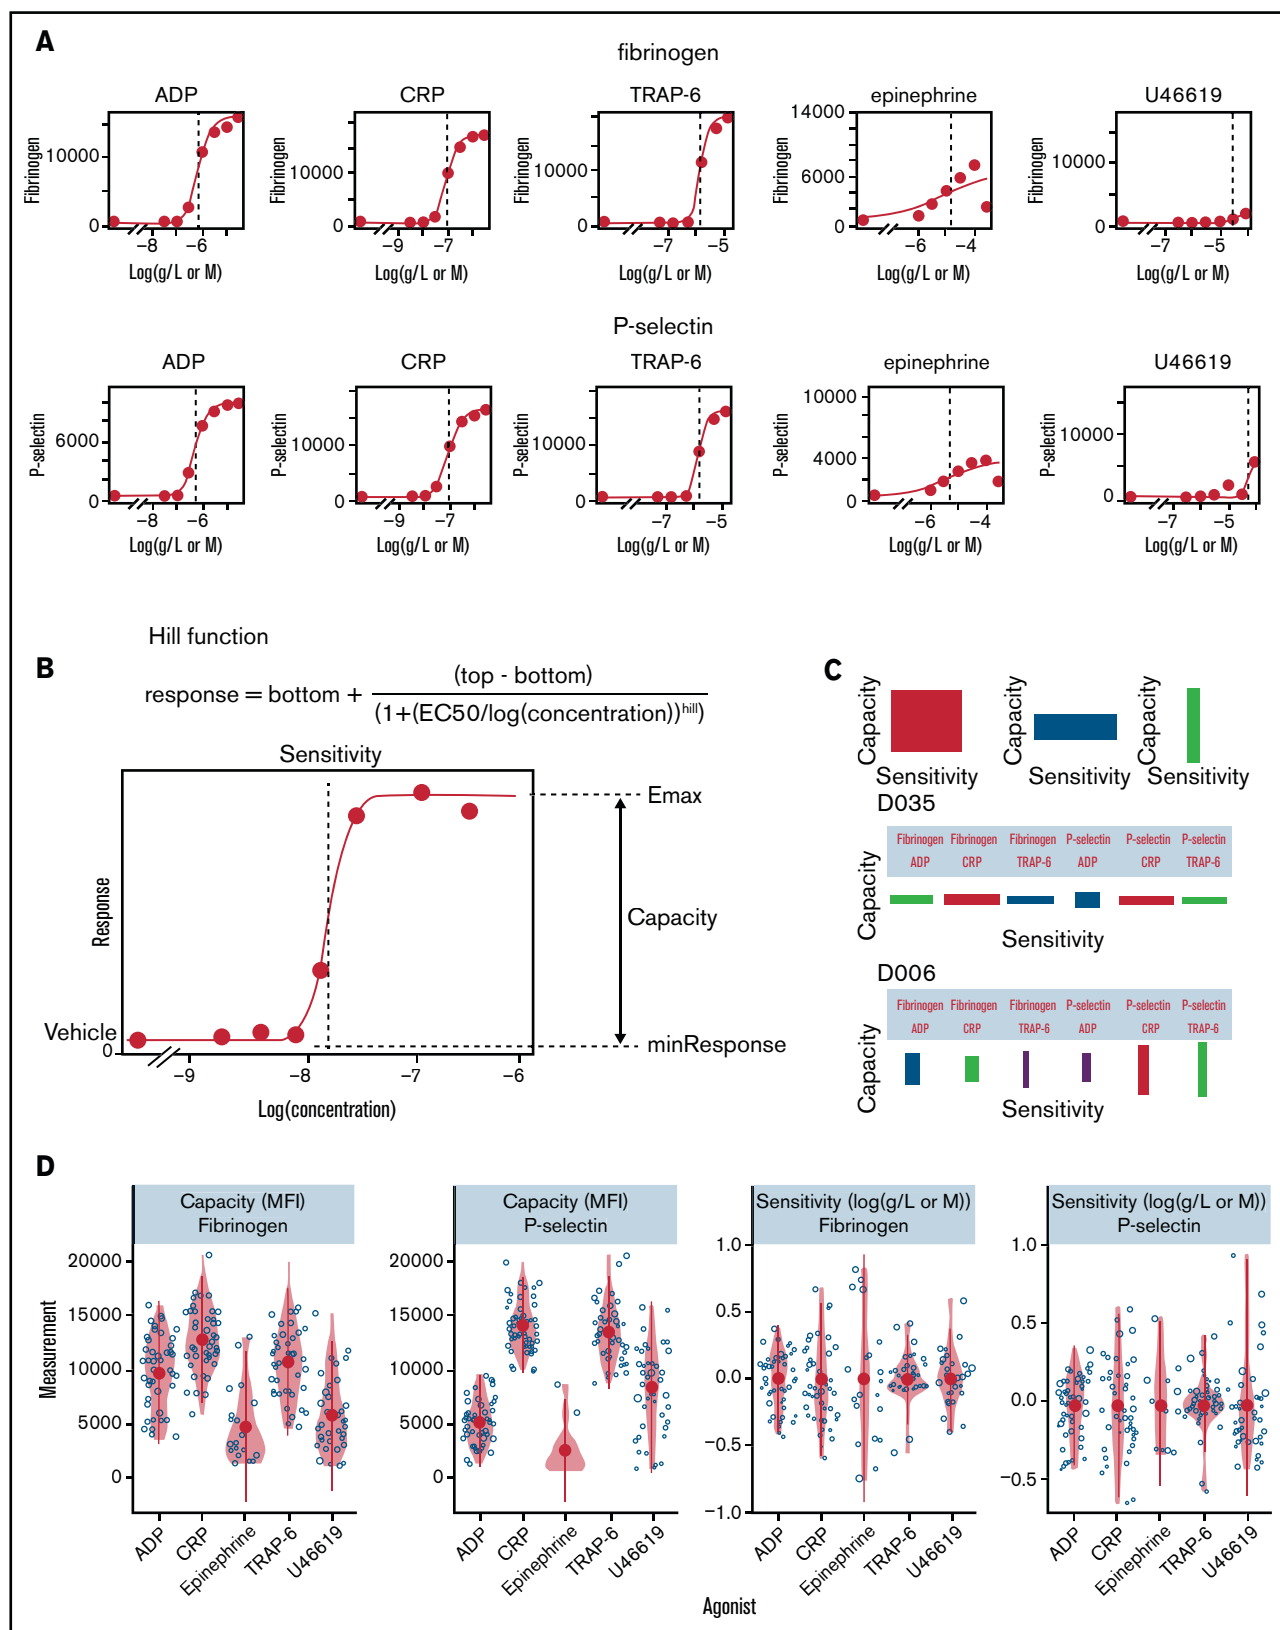 A
fibrinogen
ADP
CRP
TRAP-6
epinephrine
U46619
Fibrinogen
10000
0
−8
−6
Log(g/L or M)
Fibrinogen
10000
0
−9
−7
Log(g/L or M)
Fibrinogen
10000
0
−7
−5
Log(g/L or M)
Fibrinogen
14000
6000
0
−6
−4
Log(g/L or M)
Fibrinogen
10000
0
−7
−5
Log(g/L or M)
P-selectin
ADP
CRP
TRAP-6
epinephrine
U46619
P-selectin
6000
0
−8
−6
Log(g/L or M)
P-selectin
10000
0
−9
−7
Log(g/L or M)
P-selectin
10000
0
−7
−5
Log(g/L or M)
P-selectin
10000
4000
0
−6
−4
Log(g/L or M)
P-selectin
10000
0
−7
−5
Log(g/L or M)
B
Hill function
response = bottom + (top - bottom)
(1+(EC50/log(concentration))hill)
Sensitivity
Response
Emax
Capacity
minResponse
Vehicle
0
−9
−8
−7
−6
Log(concentration)
C
Capacity
Sensitivity
Capacity
Sensitivity
Capacity
Sensitivity
D035
Fibrinogen Fibrinogen Fibrinogen P-selectin P-selectin P-selectin
ADP CRP TRAP-6 ADP CRP TRAP-6
Capacity
Sensitivity
D006
Fibrinogen Fibrinogen Fibrinogen P-selectin P-selectin P-selectin
ADP CRP TRAP-6 ADP CRP TRAP-6
Capacity
Sensitivity
D
Measurement
Capacity (MFI)
Fibrinogen
20000
15000
10000
5000
0
ADP
CRP
Epinephrine
TRAP-6
U46619
Capacity (MFI)
P-selectin
20000
15000
10000
5000
0
ADP
CRP
Epinephrine
TRAP-6
U46619
Sensitivity (log(g/L or M))
Fibrinogen
1.0
0.5
0.0
−0.5
−1.0
ADP
CRP
Epinephrine
TRAP-6
U46619
Sensitivity (log(g/L or M))
P-selectin
1.0
0.5
0.0
−0.5
ADP
CRP
Epinephrine
TRAP-6
U46619
Agonist